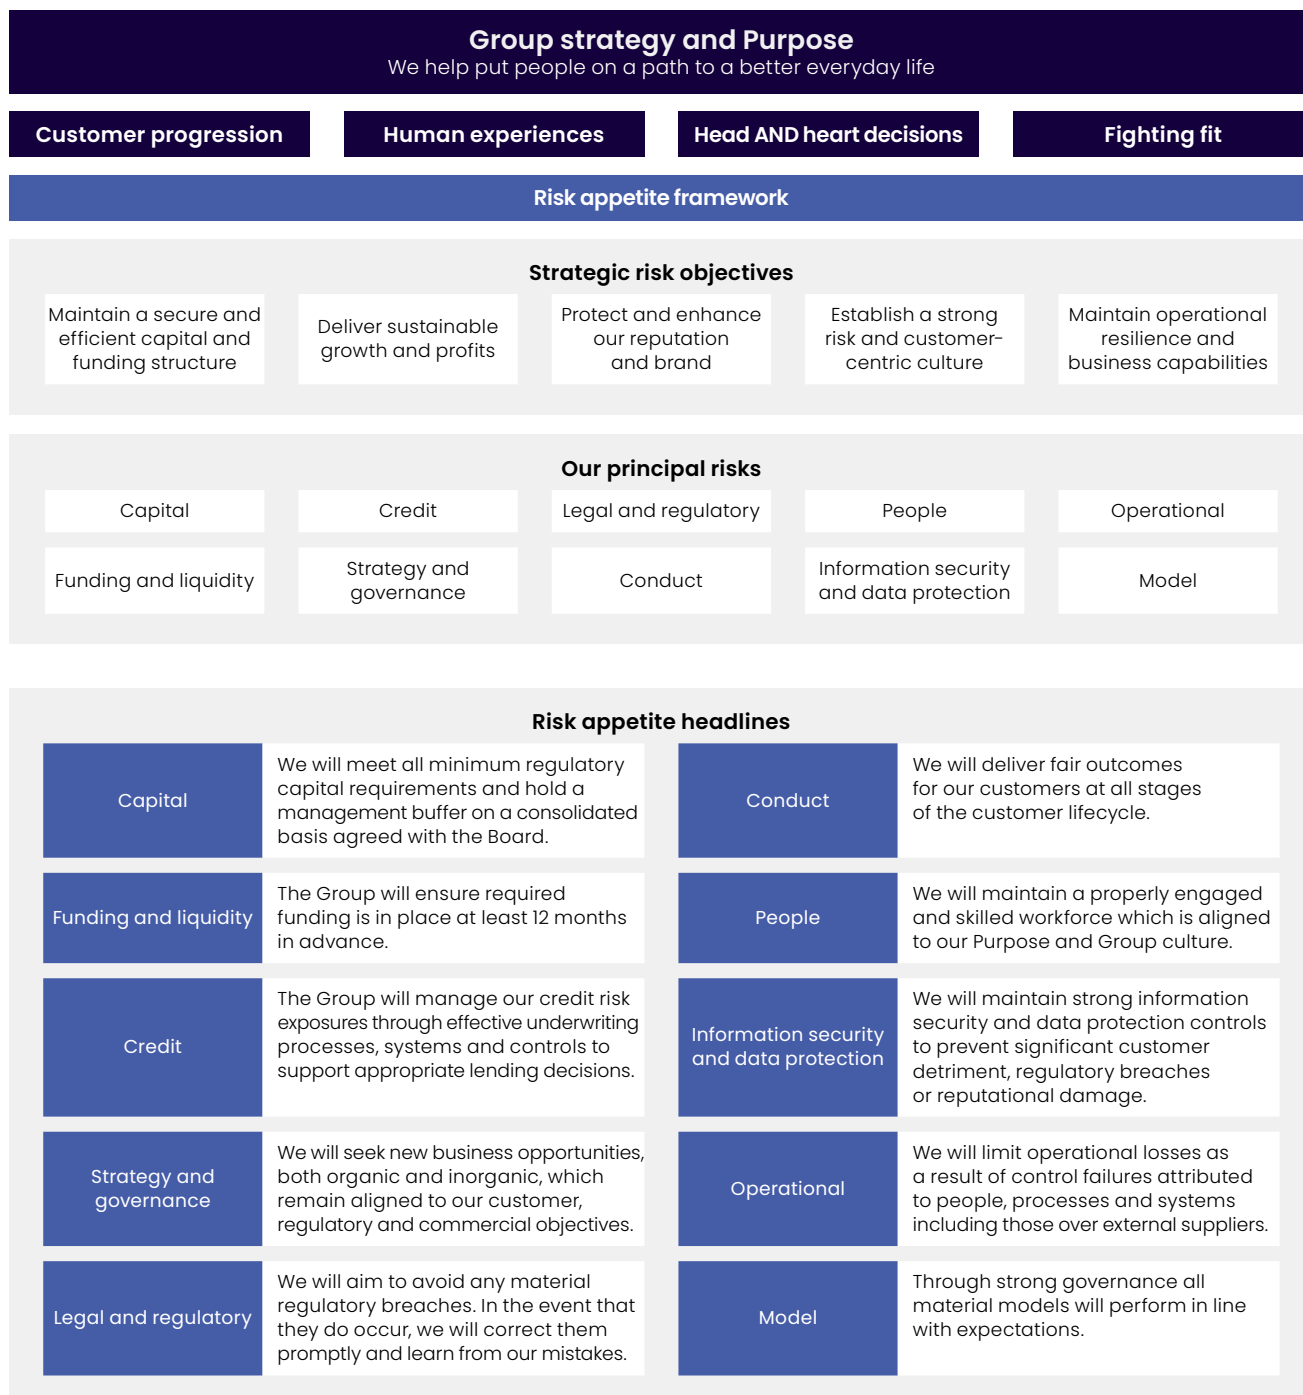 Group strategy and Purpose
We help put people on a path to a better everyday life
Customer progression
Human experiences
Head AND heart decisions
Fighting fit
Risk appetite framework
Strategic risk objectives
Maintain a secure and
efficient capital and
funding structure
Deliver sustainable
growth and profits
Protect and enhance
our reputation
and brand
Establish a strong
risk and customer-
centric culture
Maintain operational
resilience and
business capabilities
Our principal risks
Capital
Credit
Legal and regulatory
People
Operational
Funding and liquidity
Strategy and
governance
Conduct
Information security
and data protection
Model
Risk appetite headlines
Capital
We will meet all minimum regulatory
capital requirements and hold a
management buffer on a consolidated
basis agreed with the Board.
Conduct
We will deliver fair outcomes
for our customers at all stages
of the customer lifecycle.
Funding and liquidity
The Group will ensure required
funding is in place at least 12 months
in advance.
People
We will maintain a properly engaged
and skilled workforce which is aligned
to our Purpose and Group culture.
Credit
The Group will manage our credit risk
exposures through effective underwriting
processes, systems and controls to
support appropriate lending decisions.
Information security
and data protection
We will maintain strong information
security and data protection controls
to prevent significant customer
detriment, regulatory breaches
or reputational damage.
Strategy and
governance
We will seek new business opportunities,
both organic and inorganic, which
remain aligned to our customer,
regulatory and commercial objectives.
Operational
We will limit operational losses as
a result of control failures attributed
to people, processes and systems
including those over external suppliers.
Legal and regulatory
We will aim to avoid any material
regulatory breaches. In the event that
they do occur, we will correct them
promptly and learn from our mistakes.
Model
Through strong governance all
material models will perform in line
with expectations.